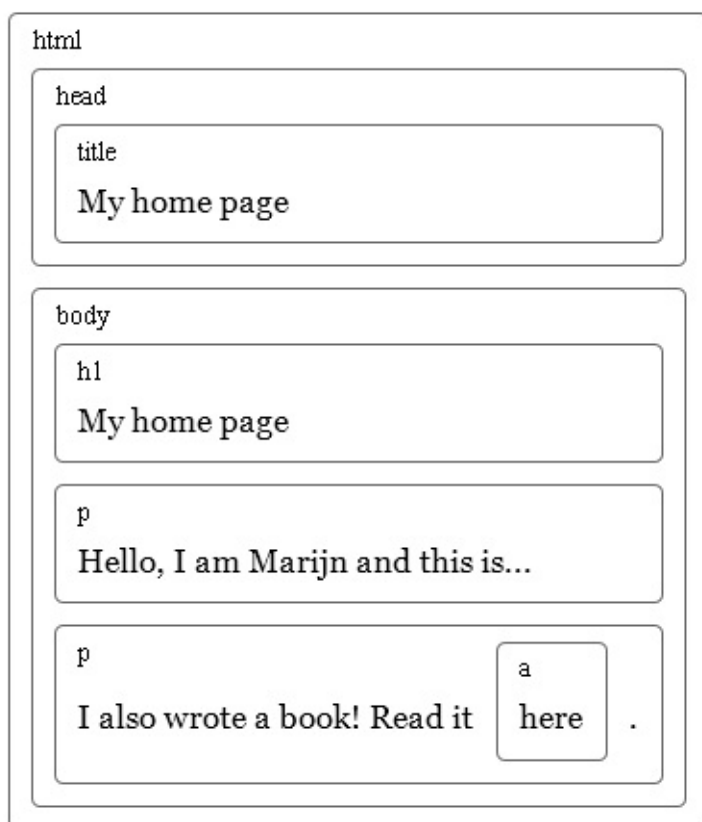 html
head
title
My home page
body
h1
My home page
p
Hello, I am Marijn and this is...
p
a
I also wrote a book! Read it here .